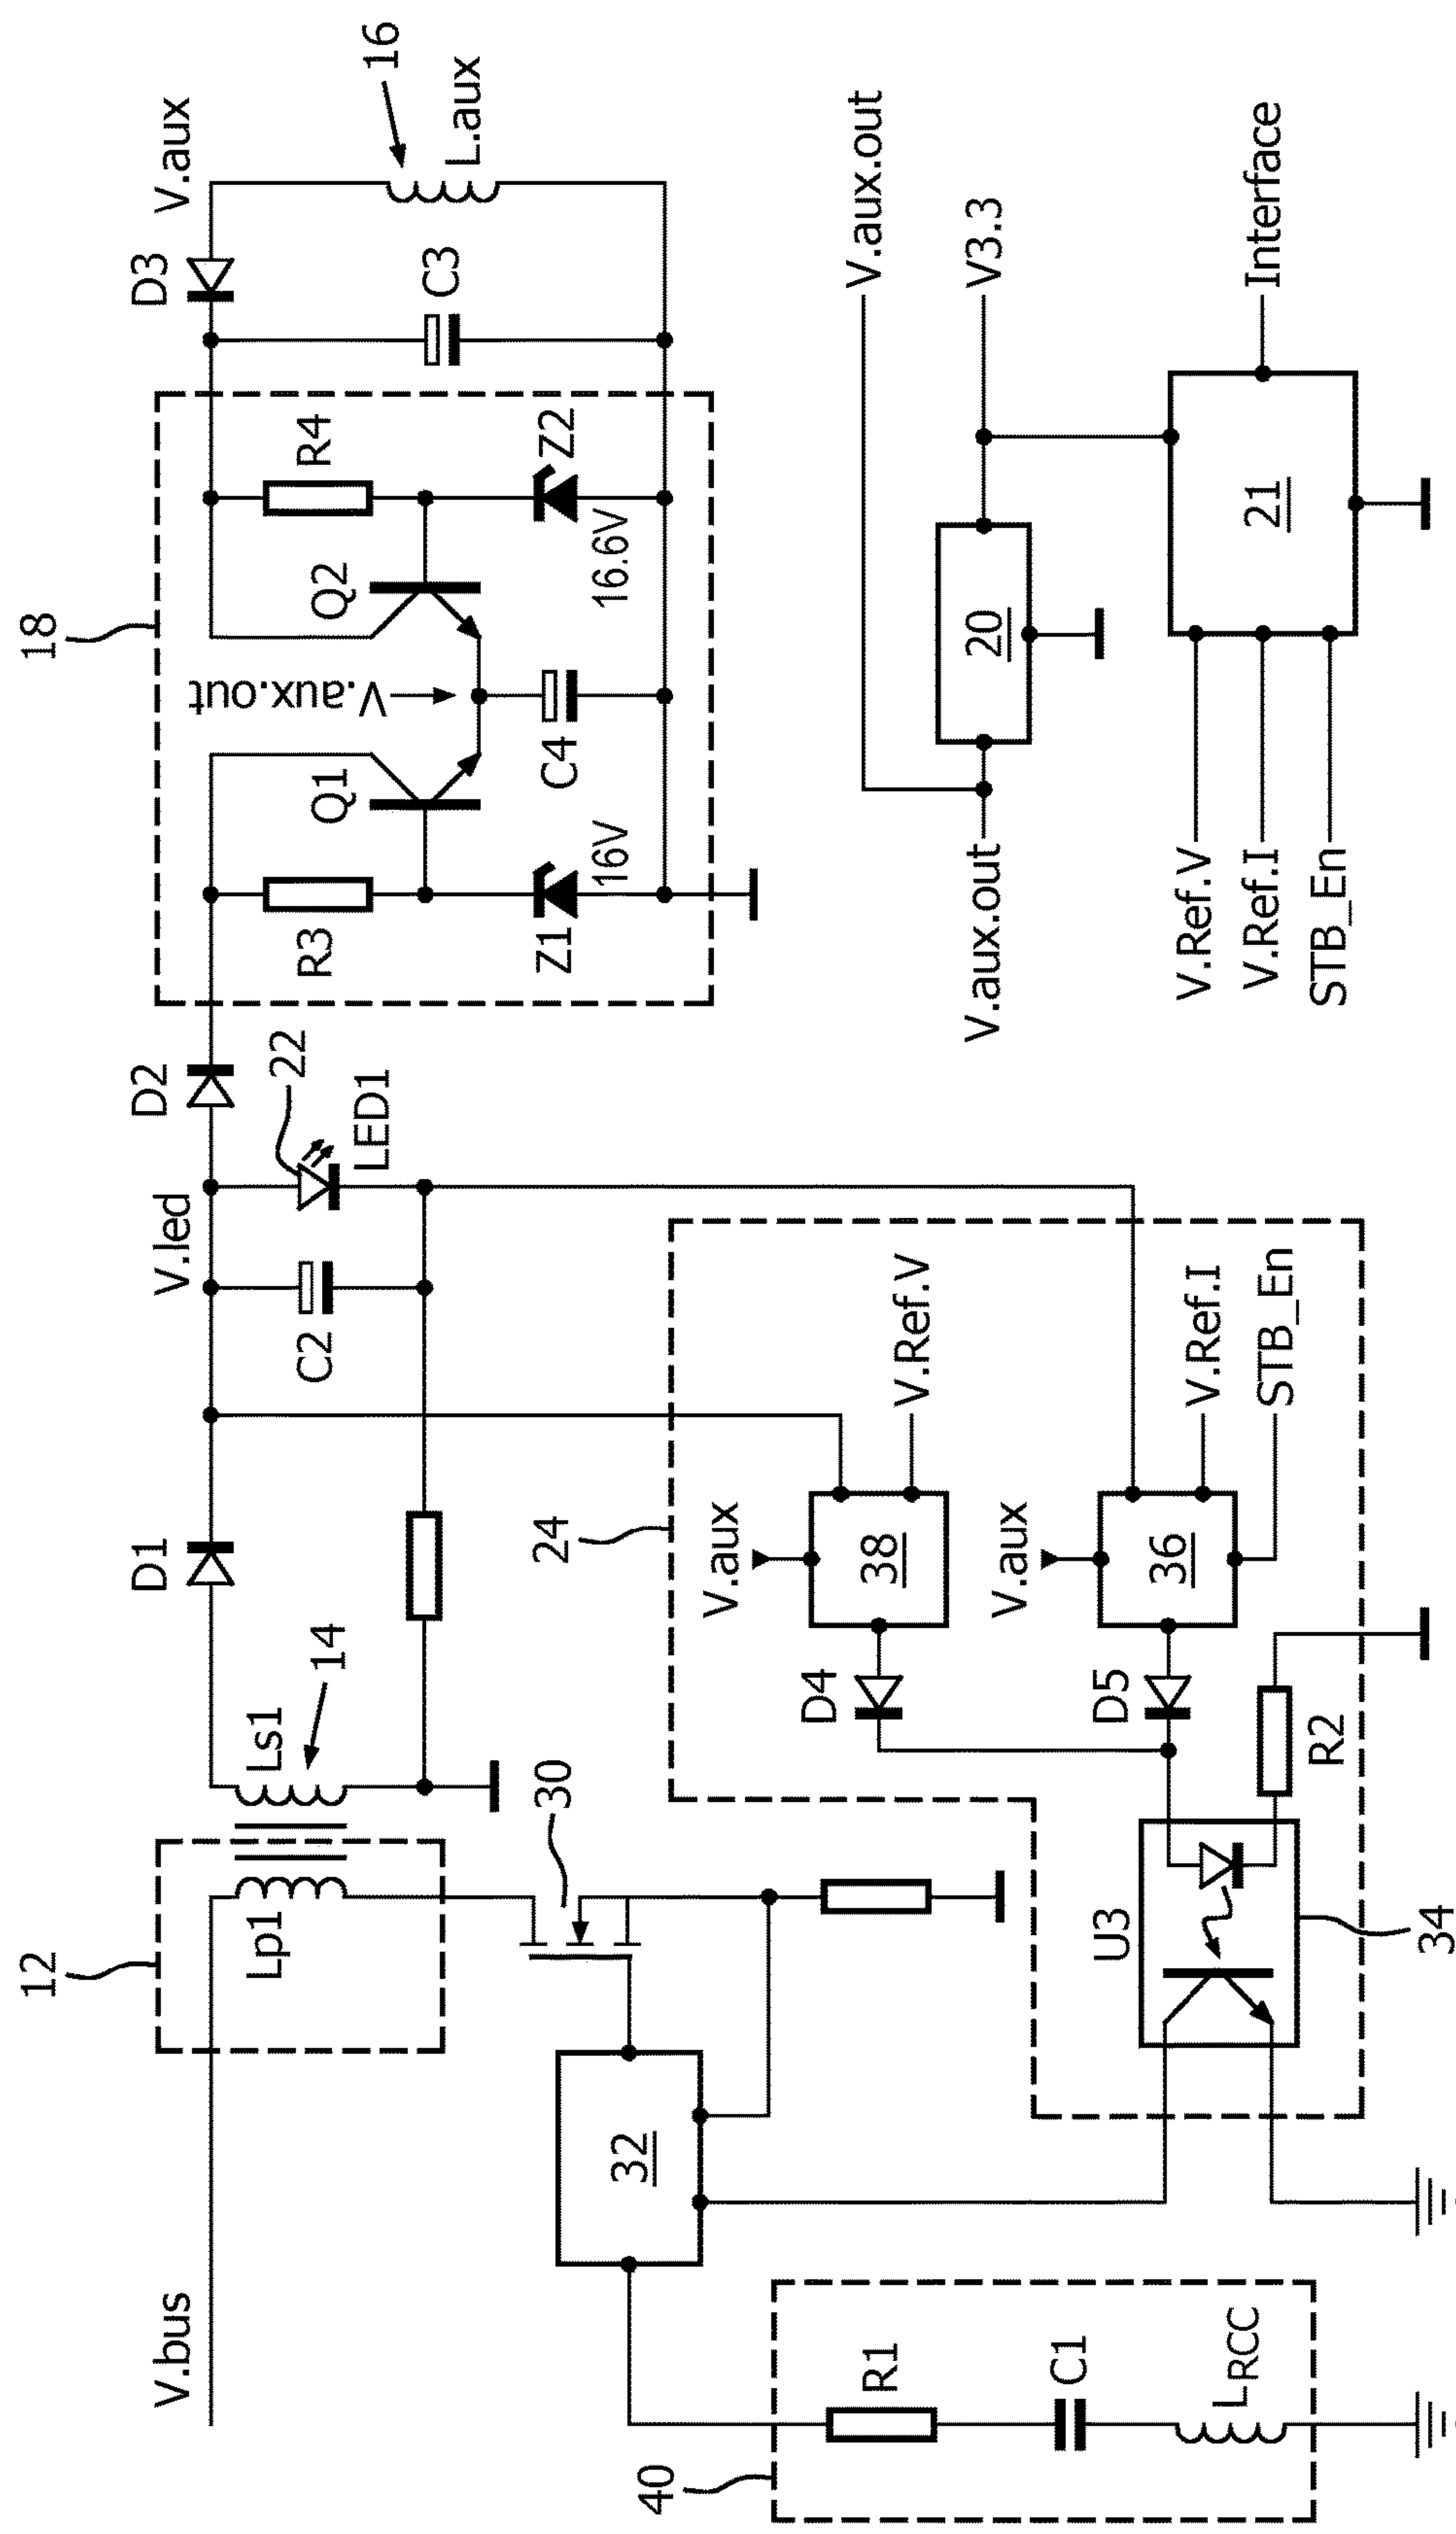 V.bus
12
Lp1
Ls1
14
D1
V.led
C2
22
LED1
D2
18
R3
Q1
Z1
16V
V.aux.out
C4
Q2
R4
Z2
16.6V
D3
C3
V.aux
16
L.aux
30
32
24
V.aux
38
V.Ref.V
D4
V.aux
36
V.Ref.I
STB_En
D5
R2
U3
34
40
R1
C1
LRCC
V.aux.out
20
V.aux.out
V3.3
V.Ref.V
V.Ref.I
STB_En
21
Interface